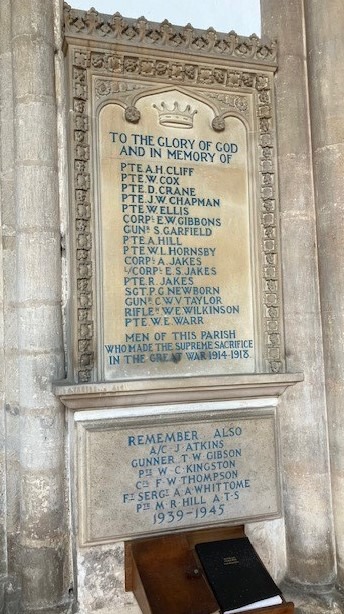 TO THE GLORY OF GOD
AND IN MEMORY OF
PTE A.H. CLIFF
PTE W. COX
PTE D. CRANE
PTE J.W. CHAPMAN
PTE W. ELLIS
CORPL E.W. GIBBONS
GUNR S. GARFIELD
PTE A. HILL
PTE W.L. HORNSBY
CORPL A. JAKES
L/CORPL E.S. JAKES
PTE R. JAKES
SGT P.G. NEWBORN
GUNR C.W.V. TAYLOR
RIFLEN W.E. WILKINSON
PTE W.E. WARR
MEN OF THIS PARISH
WHO MADE THE SUPREME SACRIFICE
IN THE GREAT WAR 1914-1918.
REMEMBER ALSO
A/C · J · ATKINS
GUNNER · T · W · GIBSON
PTE W · C · KINGSTON
F · W · THOMPSON
FT SERGT A · A WHITTOME
PTE M · R · HILL A · T · S
1939-1945